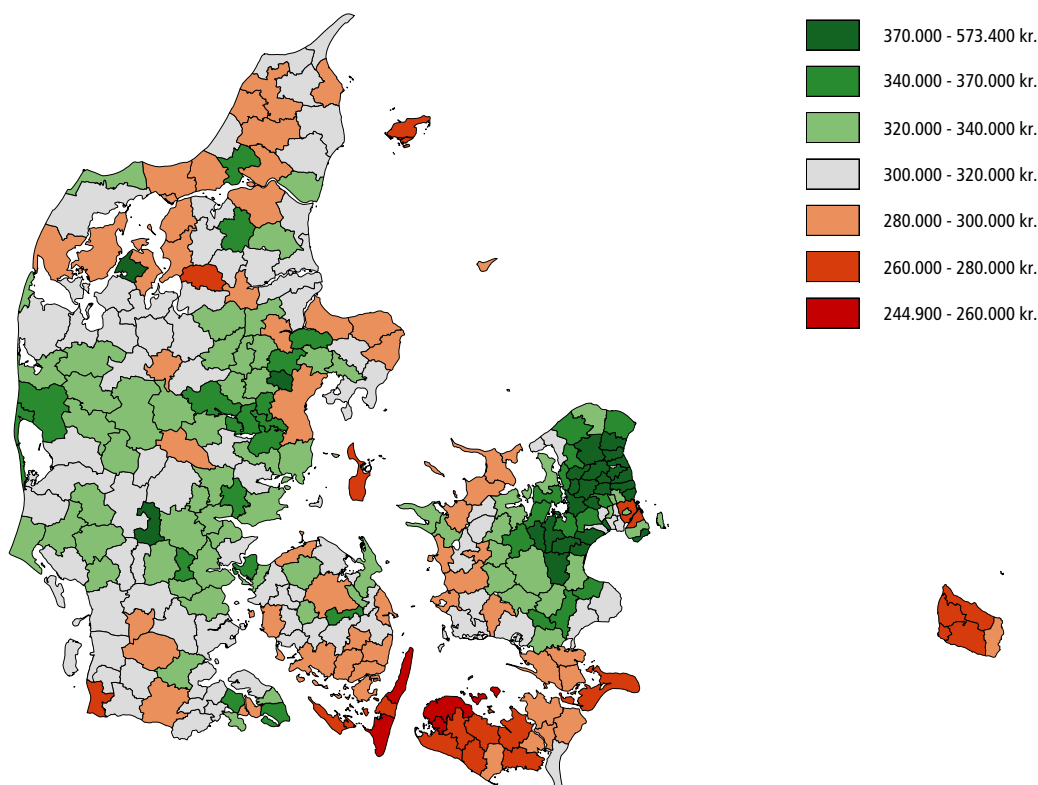 370.000 - 573.400 kr.
340.000 - 370.000 kr.
320.000 - 340.000 kr.
300.000 - 320.000 kr.
280.000 - 300.000 kr.
260.000 - 280.000 kr.
244.900 - 260.000 kr.